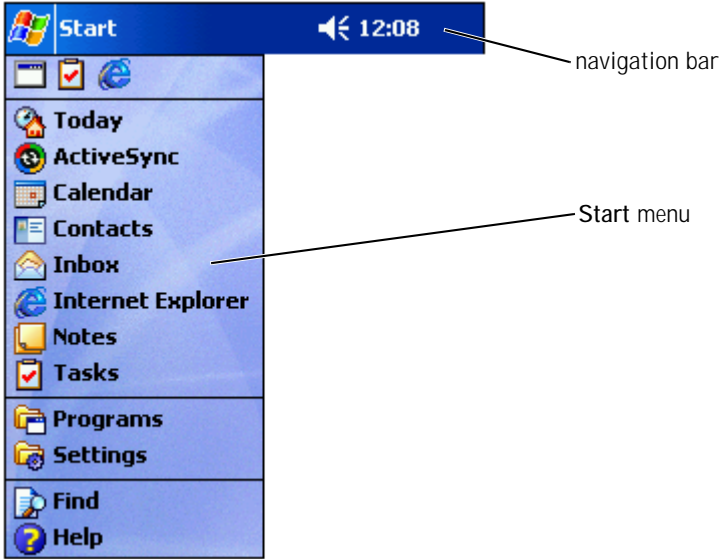 Start 12:08
navigation bar
Today
ActiveSync
Calendar
Contacts
Start menu
Inbox
Internet Explorer
Notes
Tasks
Programs
Settings
Find
Help